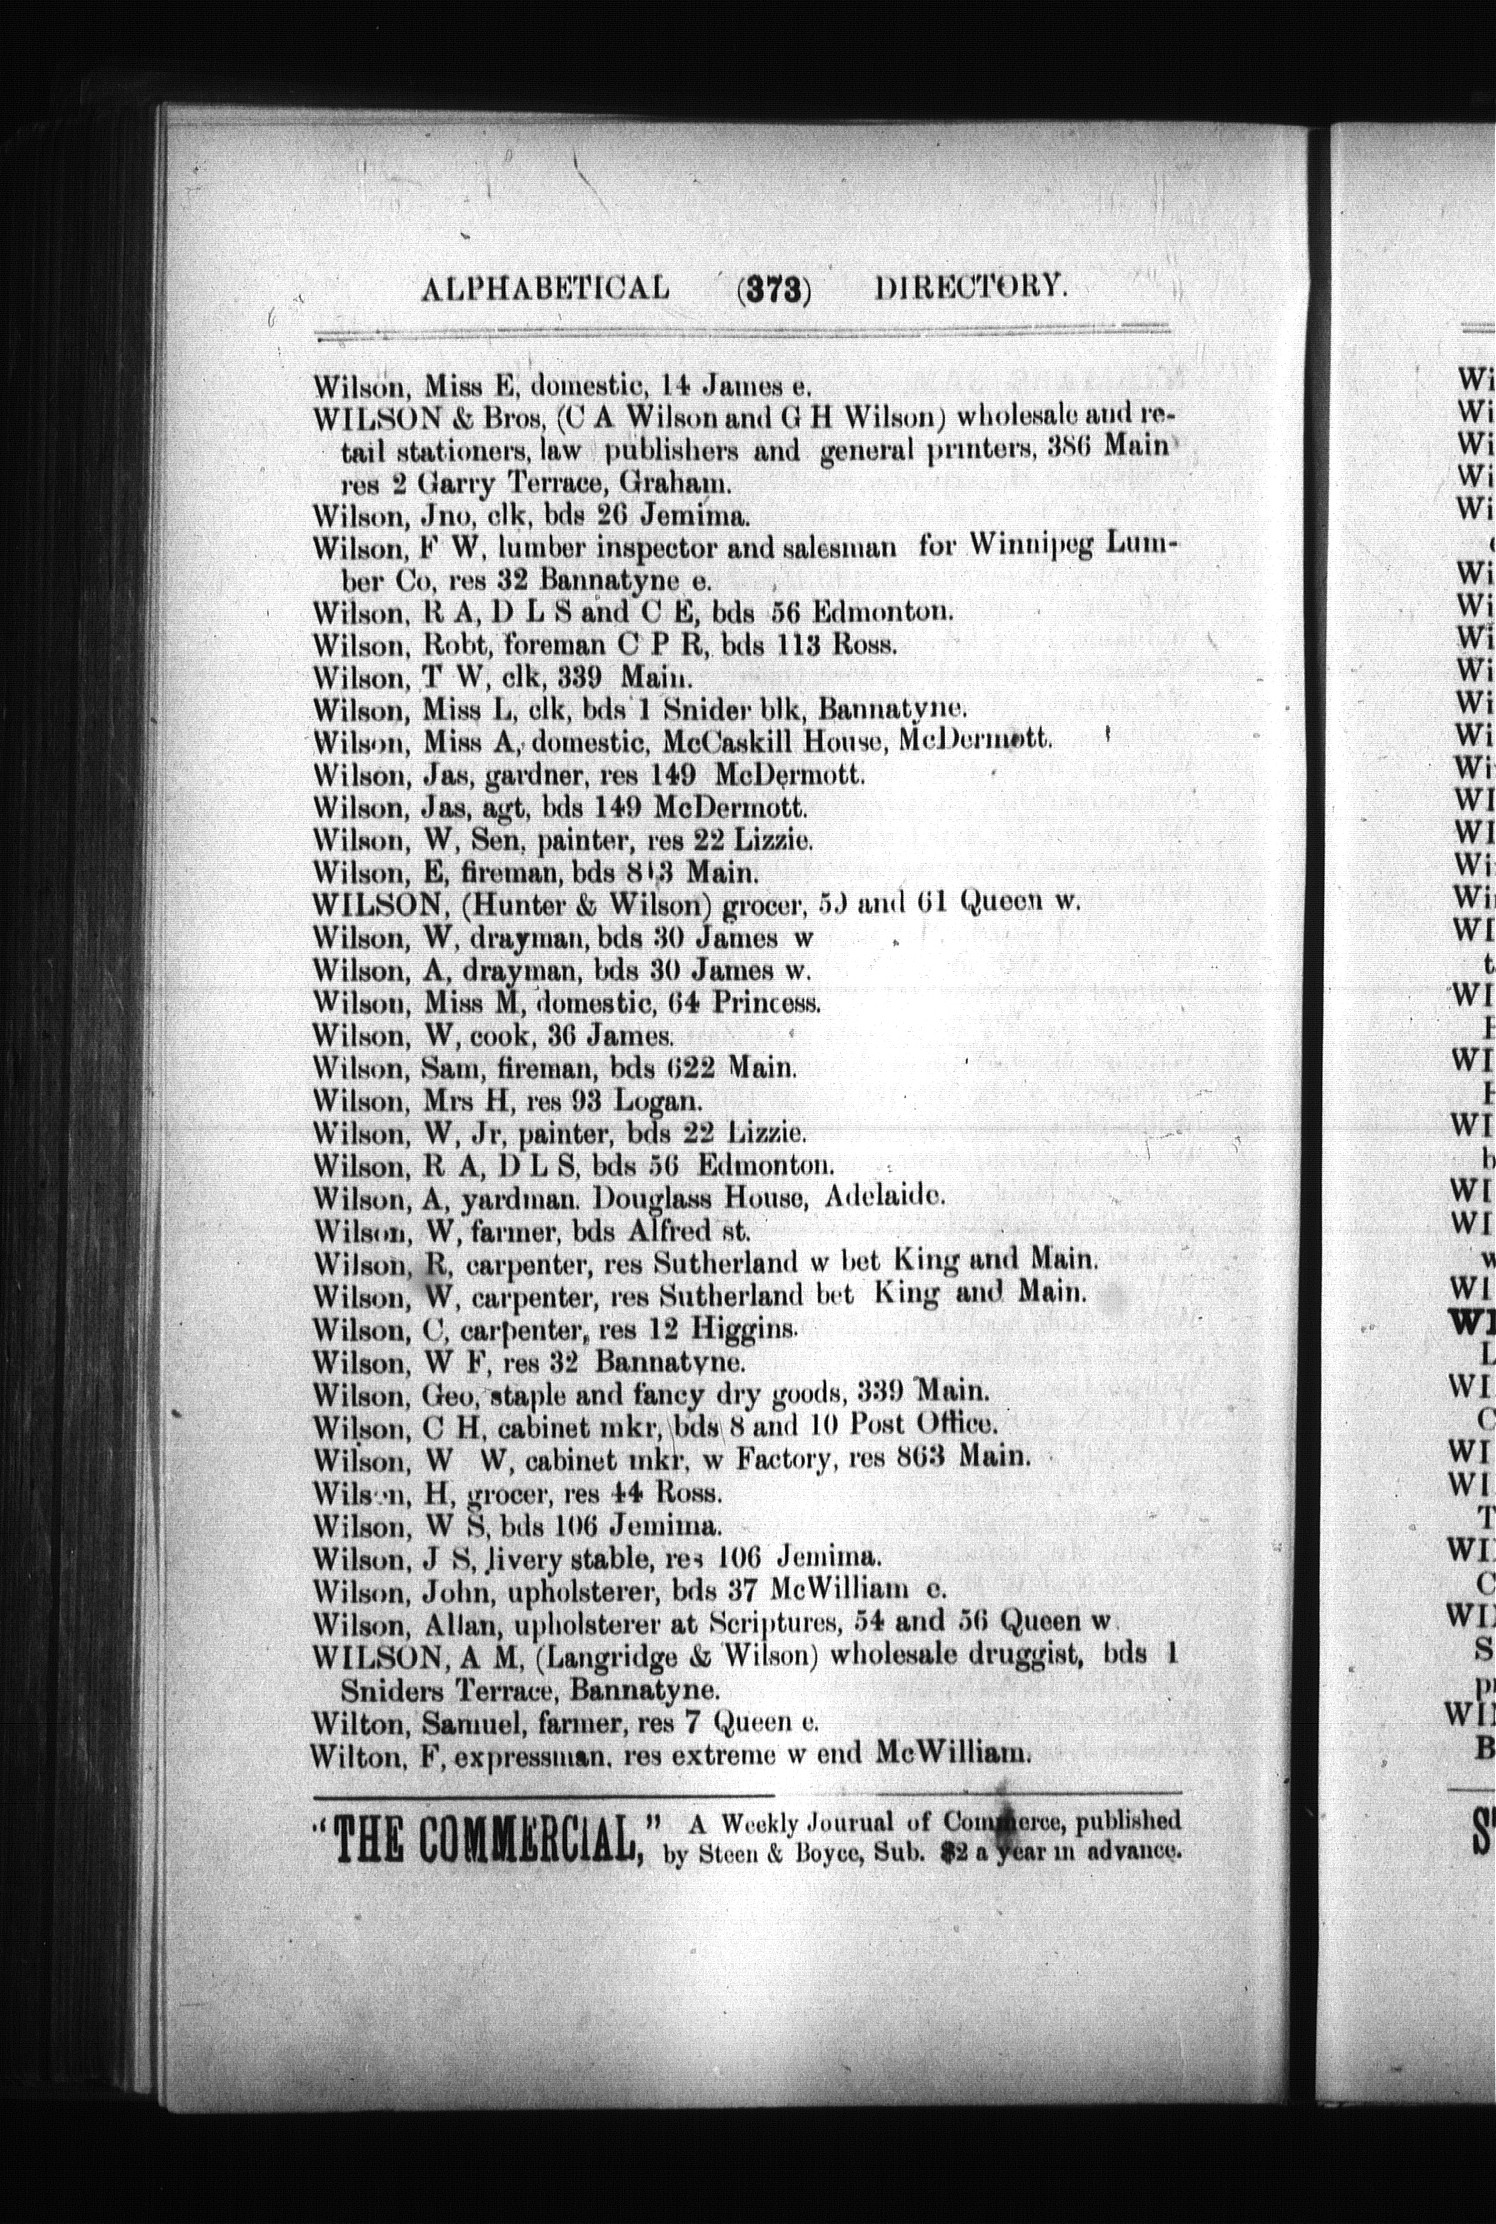 ALPHABETICAL (373) DIRECTORY.
Wilson, Miss E, domestic, 14 James e.
WILSON & Bros, (C A Wilson and G H Wilson) wholesale and re-
tail stationers, law publishers and general printers, 386 Main
res 2 Garry Terrace, Graham.
Wilson, Jno, clk, bds 26 Jemima.
Wilson, F W, lumber inspector and salesman for Winnipeg Lum-
ber Co, res 32 Bannatyne e.
Wilson, R A, D L S and C E, bds 56 Edmonton.
Wilson, Robt, foreman C P R, bds 113 Ross.
Wilson, T W, clk, 339 Main.
Wilson, Miss L, clk, bds 1 Snider blk, Bannatyne.
Wilson, Miss A, domestic, McCaskill House, McDermott.
Wilson, Jas, gardner, res 149 McDermott.
Wilson, Jas, agt, bds 149 McDermott.
Wilson, W, Sen, painter, res 22 Lizzie.
Wilson, E, fireman, bds 813 Main.
WILSON, (Hunter & Wilson) grocer, 59 and 61 Queen w.
Wilson, W, drayman, bds 30 James w
Wilson, A, drayman, bds 30 James w.
Wilson, Miss M, domestic, 64 Princess.
Wilson, W, cook, 36 James.
Wilson, Sam, fireman, bds 622 Main.
Wilson, Mrs H, res 93 Logan.
Wilson, W, Jr, painter, bds 22 Lizzie.
Wilson, R A, D L S, bds 56 Edmonton.
Wilson, A, yardman. Douglass House, Adelaide.
Wilson, W, farmer, bds Alfred st.
Wilson, R, carpenter, res Sutherland w bet King and Main.
Wilson, W, carpenter, res Sutherland bet King and Main.
Wilson, C, carpenter, res 12 Higgins.
Wilson, W F, res 32 Bannatyne.
Wilson, Geo, staple and fancy dry goods, 339 Main.
Wilson, C H, cabinet mkr, bds 8 and 10 Post Office.
Wilson, W W, cabinet mkr, w Factory, res 863 Main.
Wilson, H, grocer, res 44 Ross.
Wilson, W S, bds 106 Jemima.
Wilson, J S, livery stable, res 106 Jemima.
Wilson, John, upholsterer, bds 37 McWilliam e.
Wilson, Allan, upholsterer at Scriptures, 54 and 56 Queen w.
WILSON, A M, (Langridge & Wilson) wholesale druggist, bds 1
Sniders Terrace, Bannatyne.
Wilton, Samuel, farmer, res 7 Queen e.
Wilton, F, expressman. res extreme w end McWilliam.
"THE COMMERCIAL," A Weekly Journal of Commerce, published
by Steen & Boyce, Sub. $2 a year in advance.